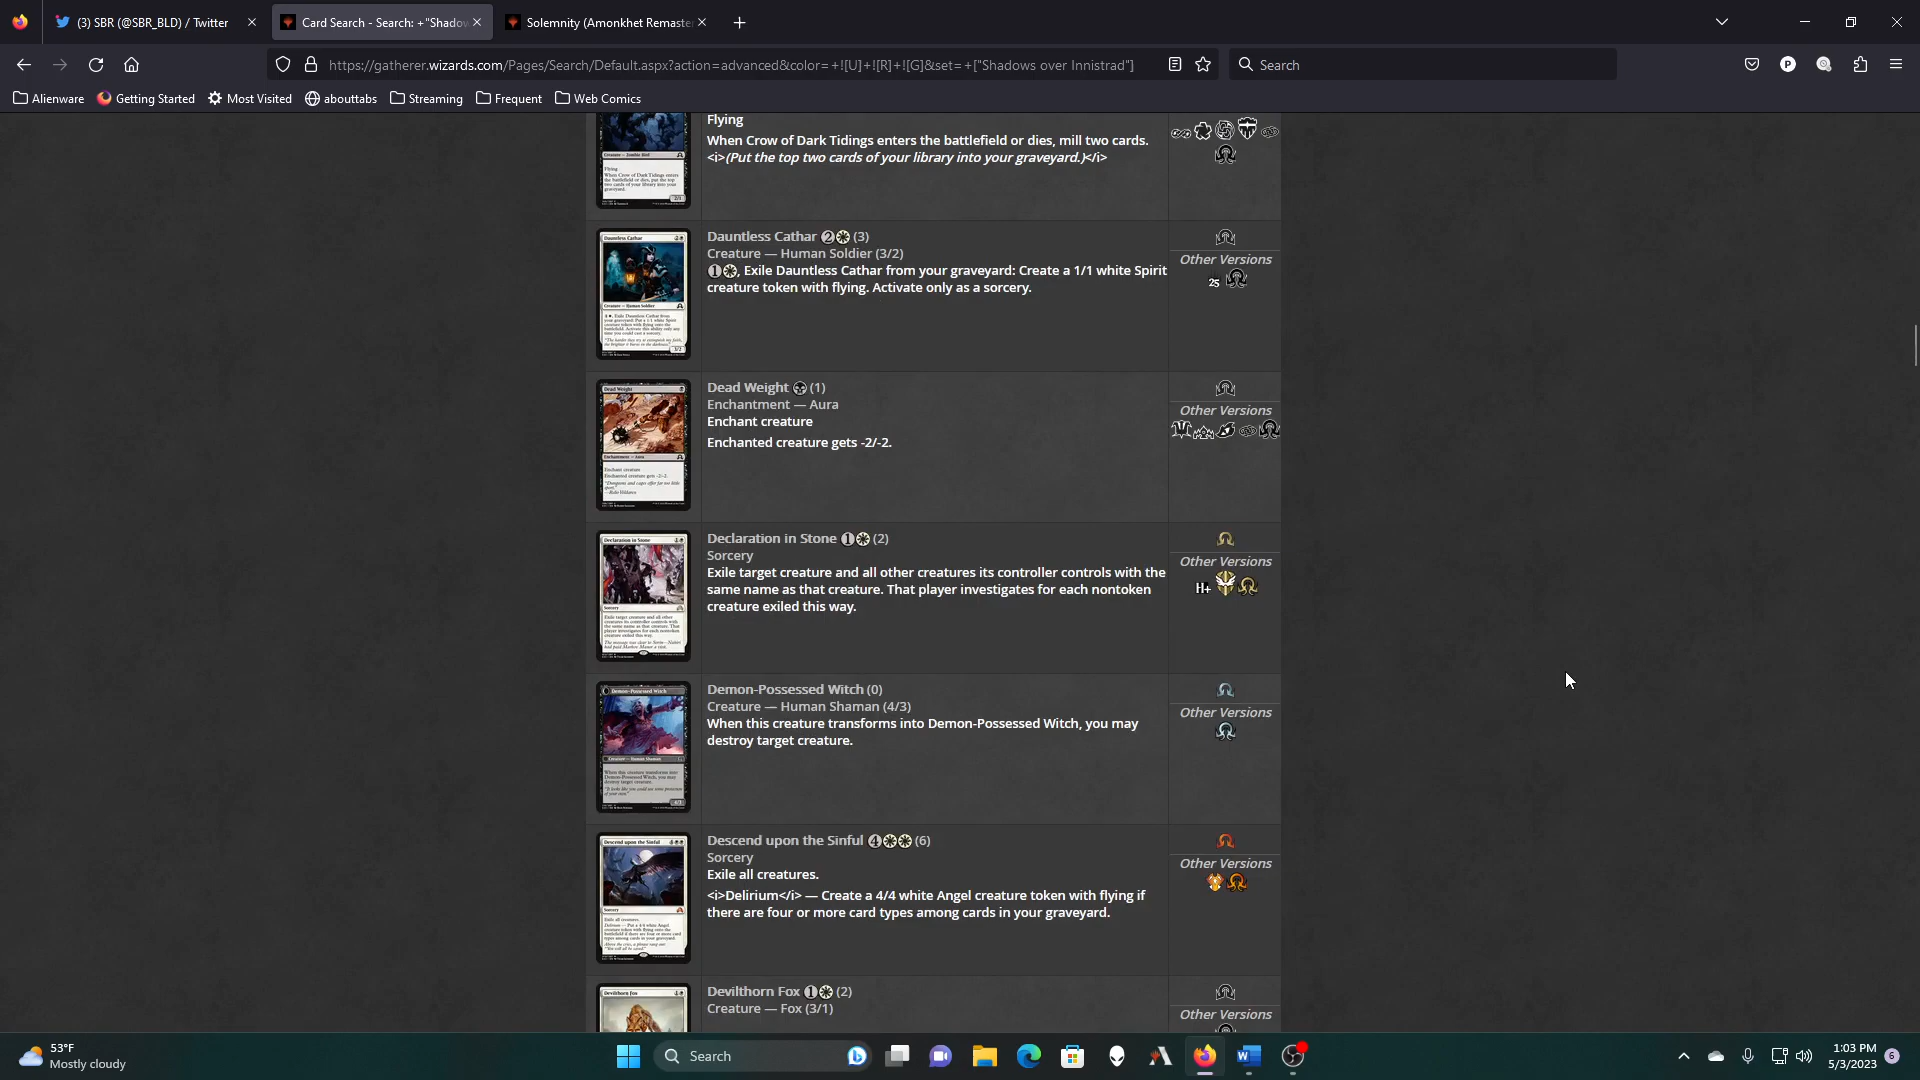 (3) SBR (@SBR_BLD) / Twitter
Card Search - Search: +"Shadow
Solemnity (Amonkhet Remaste
https://gatherer.wizards.com/Pages/Search/Default.aspx?action=advanced&color=+![U]+![R]+![G]&set=+["Shadows over Innistrad"]
Search
Alienware
Getting Started
Most Visited
abouttabs
Streaming
Frequent
Web Comics
Flying
When Crow of Dark Tidings enters the battlefield or dies, mill two cards.
<i>(Put the top two cards of your library into your graveyard.)</i>
Dauntless Cathar 2 (3)
Creature — Human Soldier (3/2)
1, Exile Dauntless Cathar from your graveyard: Create a 1/1 white Spirit
creature token with flying. Activate only as a sorcery.
Other Versions
25
Dead Weight (1)
Enchantment — Aura
Enchant creature
Enchanted creature gets -2/-2.
Other Versions
Declaration in Stone 1 (2)
Sorcery
Exile target creature and all other creatures its controller controls with the
same name as that creature. That player investigates for each nontoken
creature exiled this way.
Other Versions
H+
Demon-Possessed Witch (0)
Creature — Human Shaman (4/3)
When this creature transforms into Demon-Possessed Witch, you may
destroy target creature.
Other Versions
Descend upon the Sinful 4 (6)
Sorcery
Exile all creatures.
<i>Delirium</i> — Create a 4/4 white Angel creature token with flying if
there are four or more card types among cards in your graveyard.
Other Versions
Devilthorn Fox 1 (2)
Creature — Fox (3/1)
Other Versions
53°F
Mostly cloudy
Search
1:03 PM
5/3/2023
6